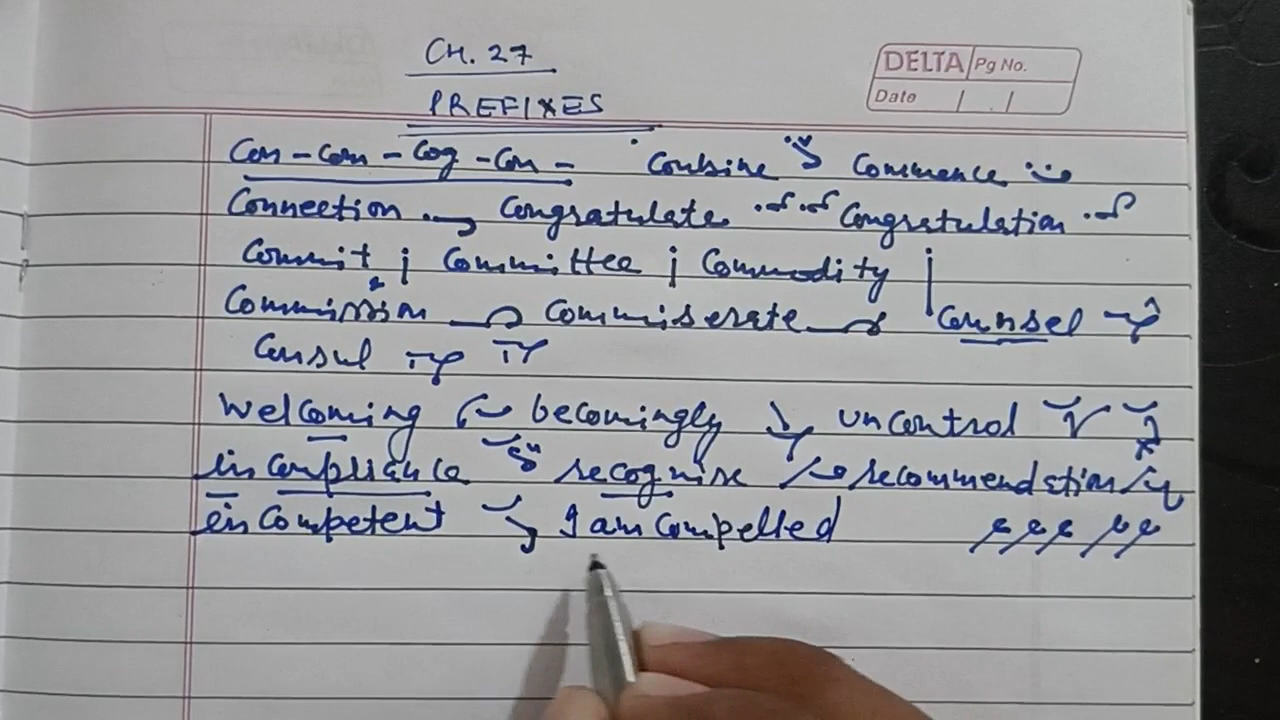 CH. 27
DELTA Pg No.
PREFIXES
Date / /
Con - Com - Cog - Con - Combine Commence
Connection Congratulate Congratulation
Commit Committee Commodity
Commission Commiserate Counsel
Consul
Welcoming becomingly uncontrol
incompliance recognise recommendation
incompetent I am compelled